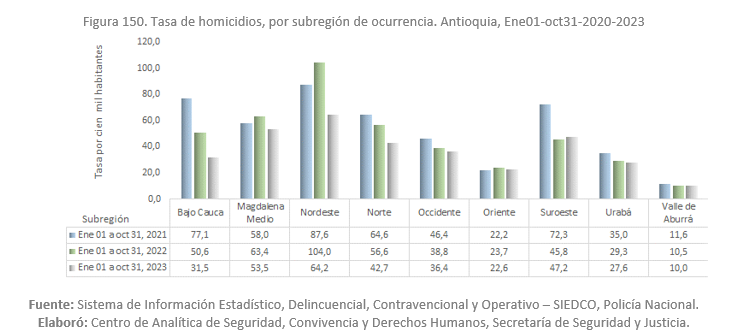 Figura 150. Tasa de homicidios, por subregión de ocurrencia. Antioquia, Ene01-oct31-2020-2023
Tasa por cien mil habitantes
120,0
100,0
80,0
60,0
40,0
20,0
0,0
Subregión Bajo Cauca Magdalena Medio Nordeste Norte Occidente Oriente Suroeste Urabá Valle de Aburrá
Ene 01 a oct 31, 2021 77,1 58,0 87,6 64,6 46,4 22,2 72,3 35,0 11,6
Ene 01 a oct 31, 2022 50,6 63,4 104,0 56,6 38,8 23,7 45,8 29,3 10,5
Ene 01 a oct 31, 2023 31,5 53,5 64,2 42,7 36,4 22,6 47,2 27,6 10,0
Fuente: Sistema de Información Estadístico, Delincuencial, Contravencional y Operativo – SIEDCO, Policía Nacional.
Elaboró: Centro de Analítica de Seguridad, Convivencia y Derechos Humanos, Secretaría de Seguridad y Justicia.